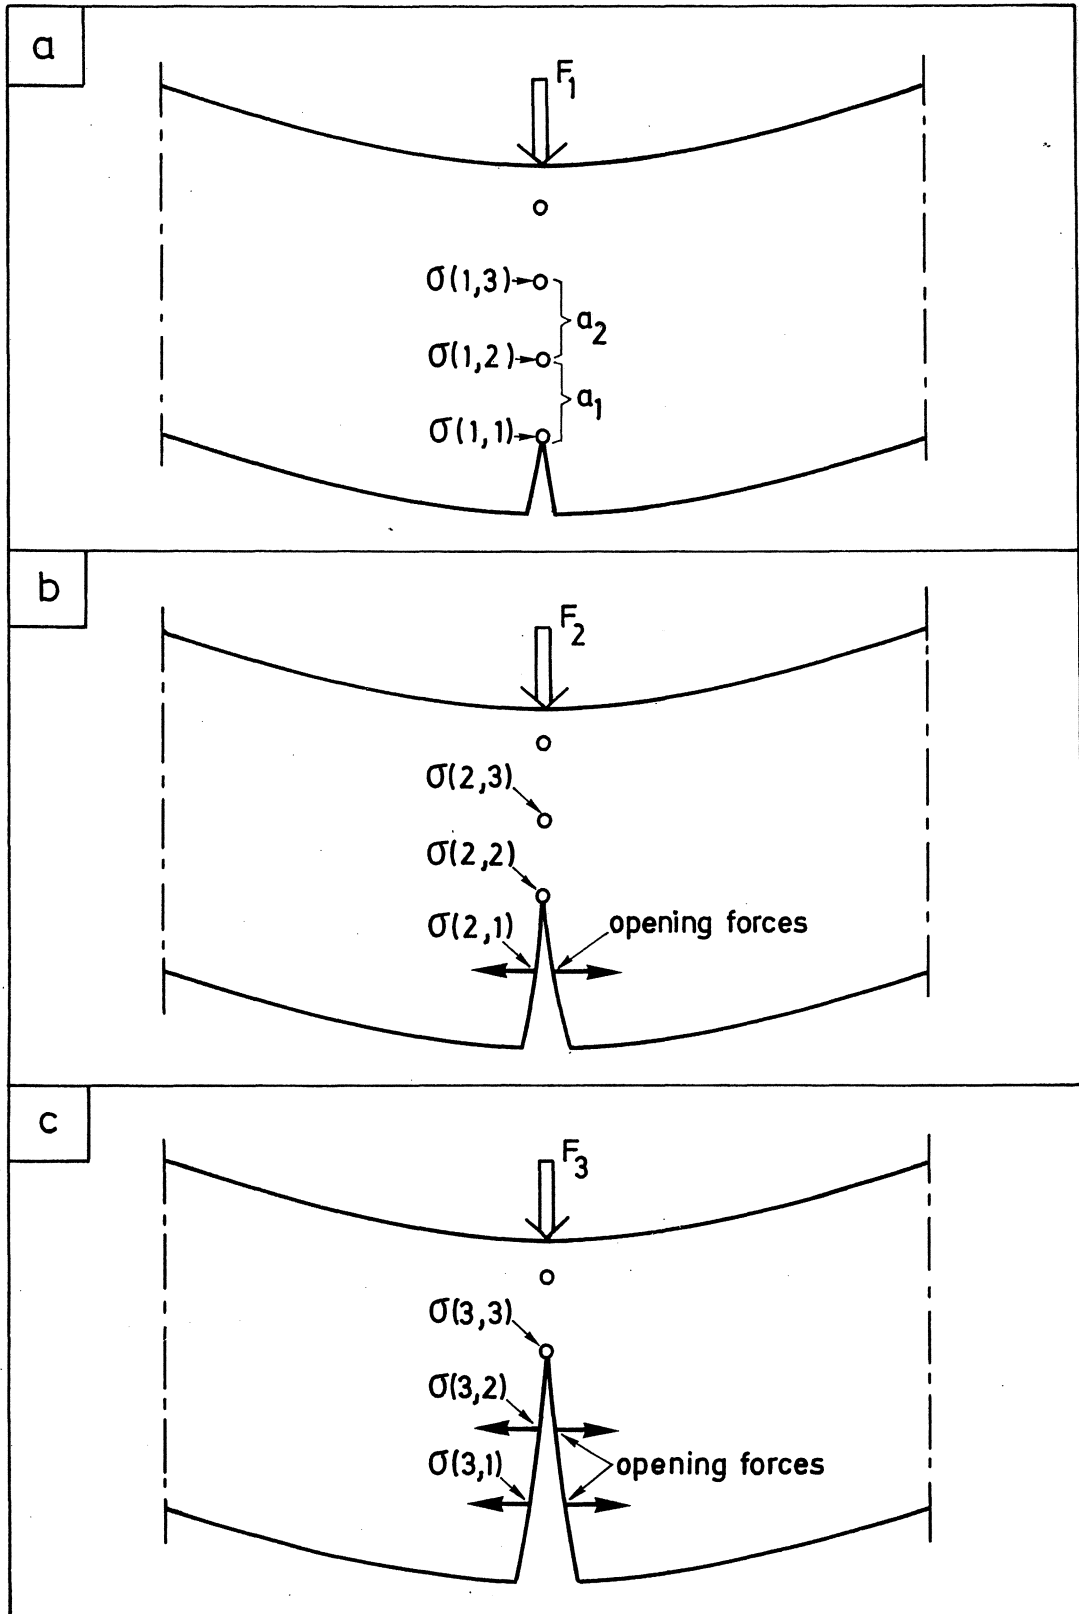 a
F1
σ(1,3)
a2
σ(1,2)
a1
σ(1,1)
b
F2
σ(2,3)
σ(2,2)
σ(2,1)
opening forces
c
F3
σ(3,3)
σ(3,2)
σ(3,1)
opening forces